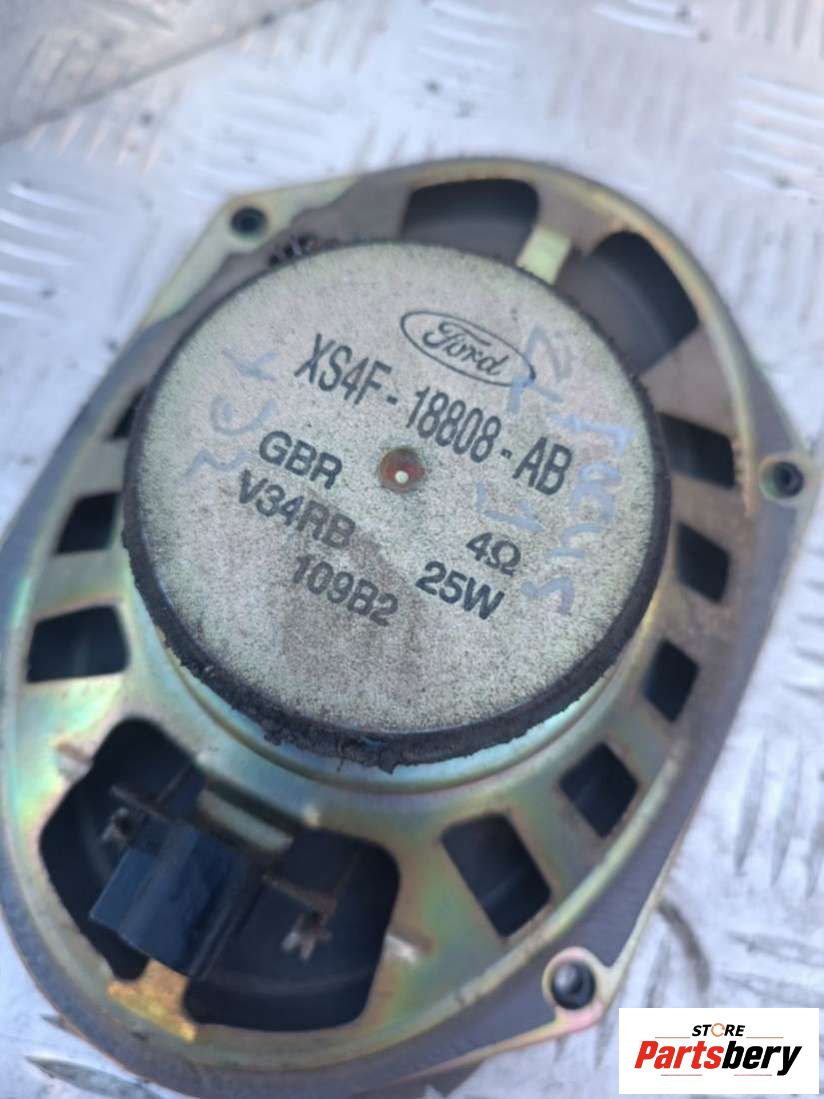 Ford
XS4F-18808-AB
GBR
V34RB
109B2
4Ω
25W
STORE
Partsbery